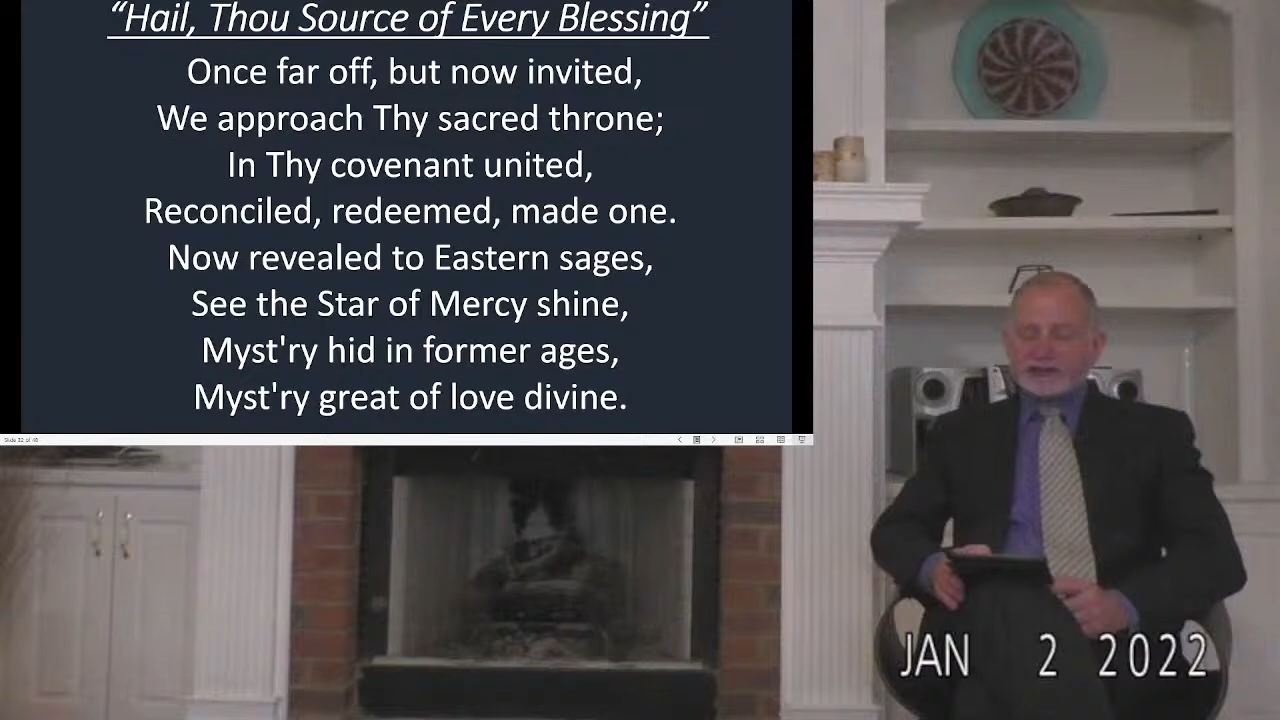 “Hail, Thou Source of Every Blessing”
Once far off, but now invited,
We approach Thy sacred throne;
In Thy covenant united,
Reconciled, redeemed, made one.
Now revealed to Eastern sages,
See the Star of Mercy shine,
Myst'ry hid in former ages,
Myst'ry great of love divine.
JAN 2 2022